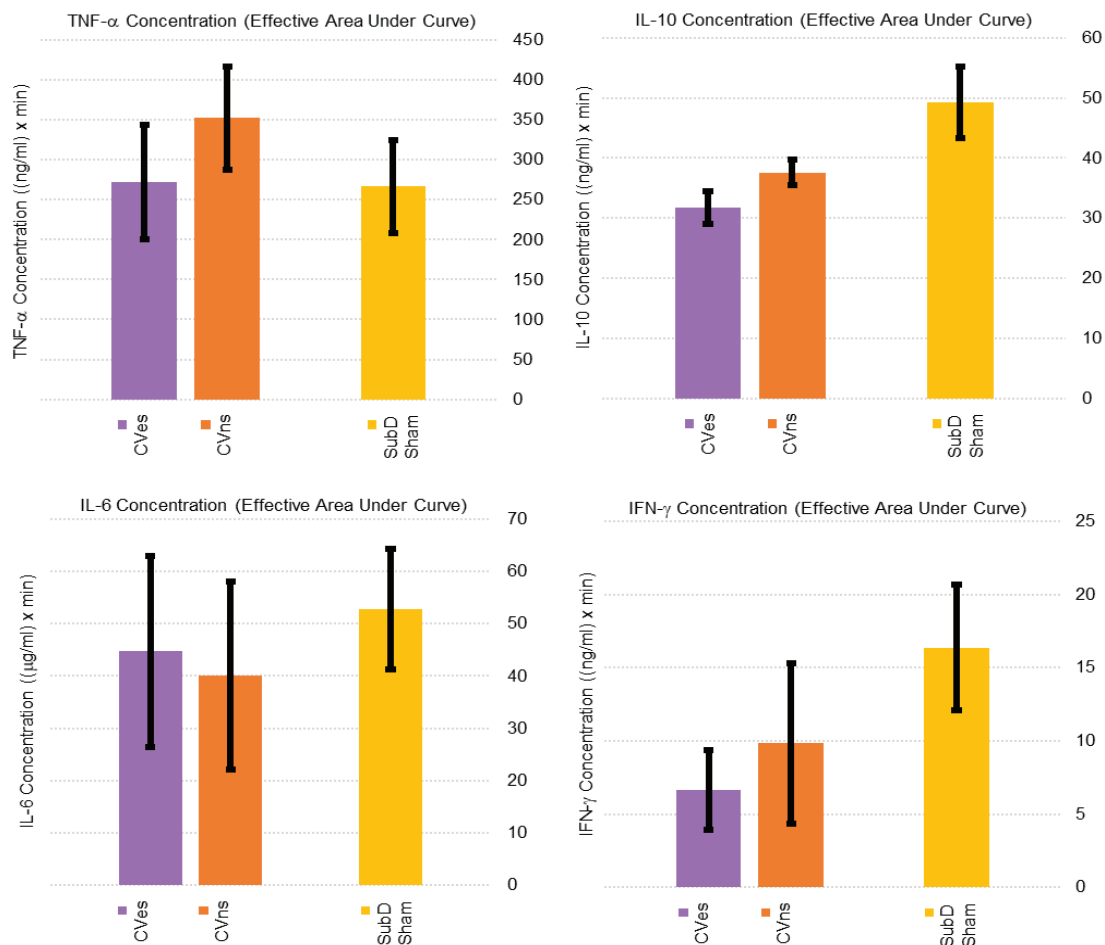 TNF-α Concentration (Effective Area Under Curve)
TNF-α Concentration ((ng/ml) x min)
450
400
350
300
250
200
150
100
50
0
CVes
CVns
SubD
Sham
IL-10 Concentration (Effective Area Under Curve)
IL-10 Concentration ((ng/ml) x min)
60
50
40
30
20
10
0
CVes
CVns
SubD
Sham
IL-6 Concentration (Effective Area Under Curve)
IL-6 Concentration ((μg/ml) x min)
70
60
50
40
30
20
10
0
CVes
CVns
SubD
Sham
IFN-γ Concentration (Effective Area Under Curve)
IFN-γ Concentration ((ng/ml) x min)
25
20
15
10
5
0
CVes
CVns
SubD
Sham